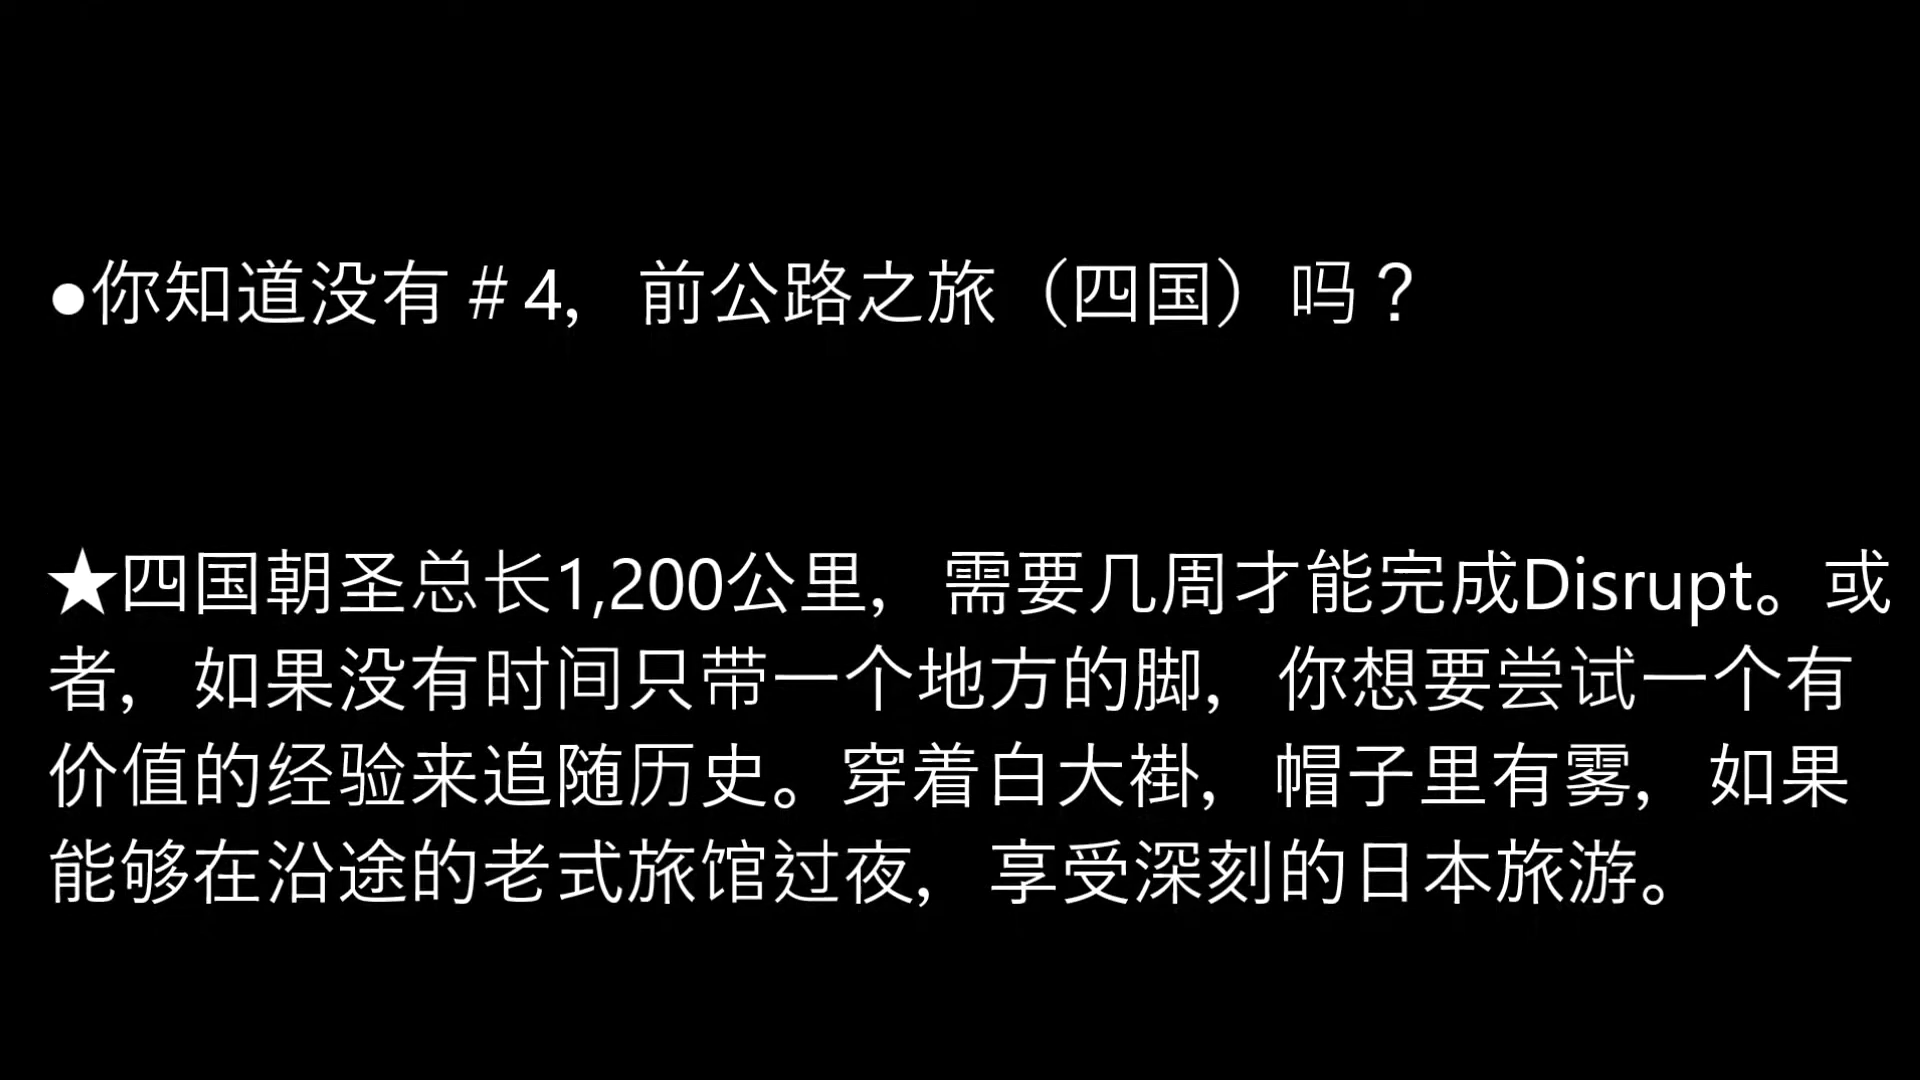 ●你知道没有＃4，前公路之旅（四国）吗？
★四国朝圣总长1,200公里，需要几周才能完成Disrupt。或
者，如果没有时间只带一个地方的脚，你想要尝试一个有
价值的经验来追随历史。穿着白大褂，帽子里有雾，如果
能够在沿途的老式旅馆过夜，享受深刻的日本旅游。